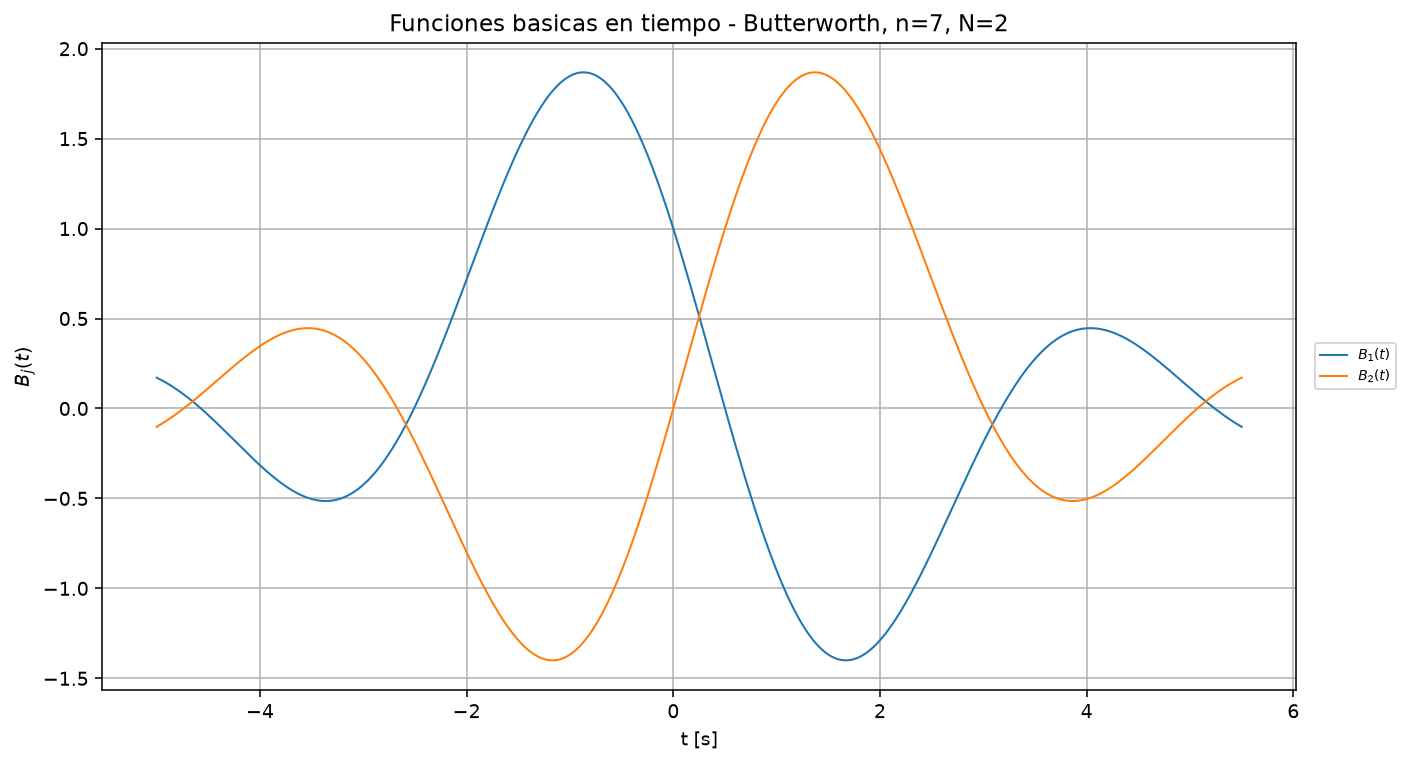 Funciones basicas en tiempo - Butterworth, n=7, N=2
2.0
1.5
1.0
0.5
0.0
−0.5
−1.0
−1.5
B_j(t)
−4 −2 0 2 4 6
t [s]
B_1(t)
B_2(t)